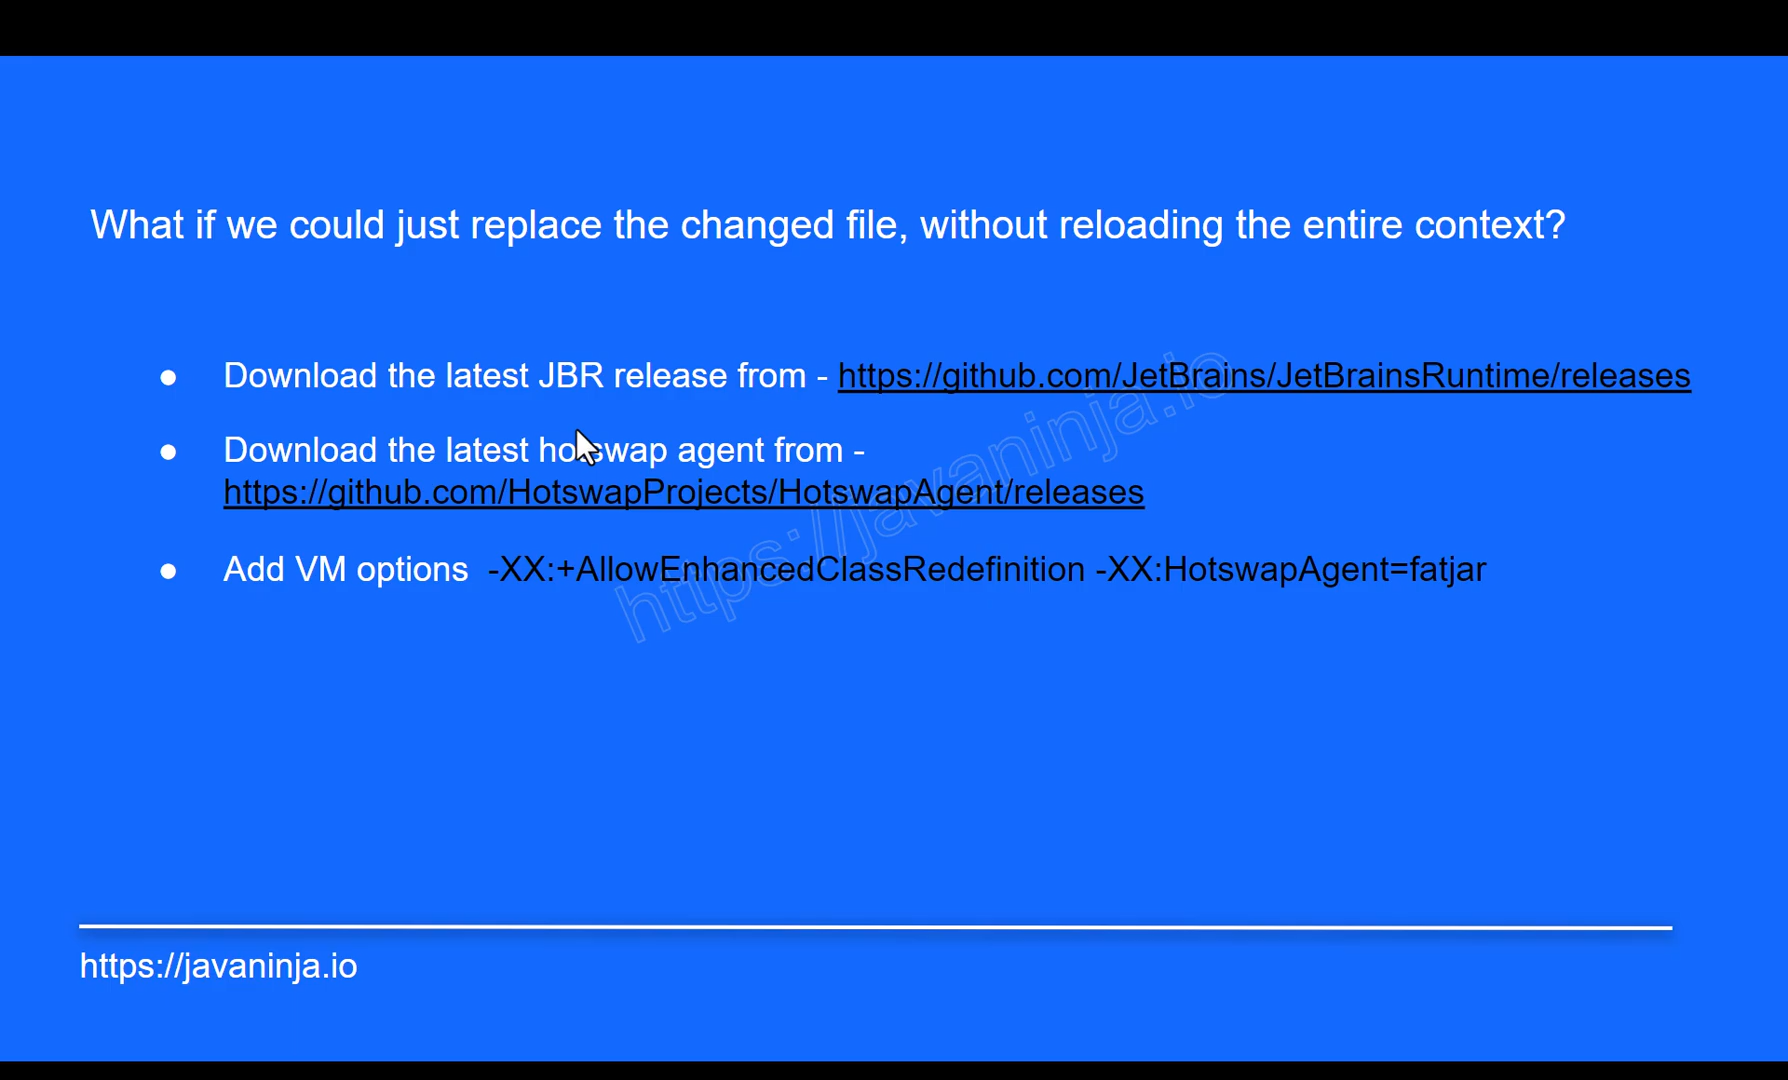 What if we could just replace the changed file, without reloading the entire context?
● Download the latest JBR release from - https://github.com/JetBrains/JetBrainsRuntime/releases
● Download the latest hotswap agent from -
https://github.com/HotswapProjects/HotswapAgent/releases
● Add VM options -XX:+AllowEnhancedClassRedefinition -XX:HotswapAgent=fatjar
https://javaninja.io
https://javaninja.io